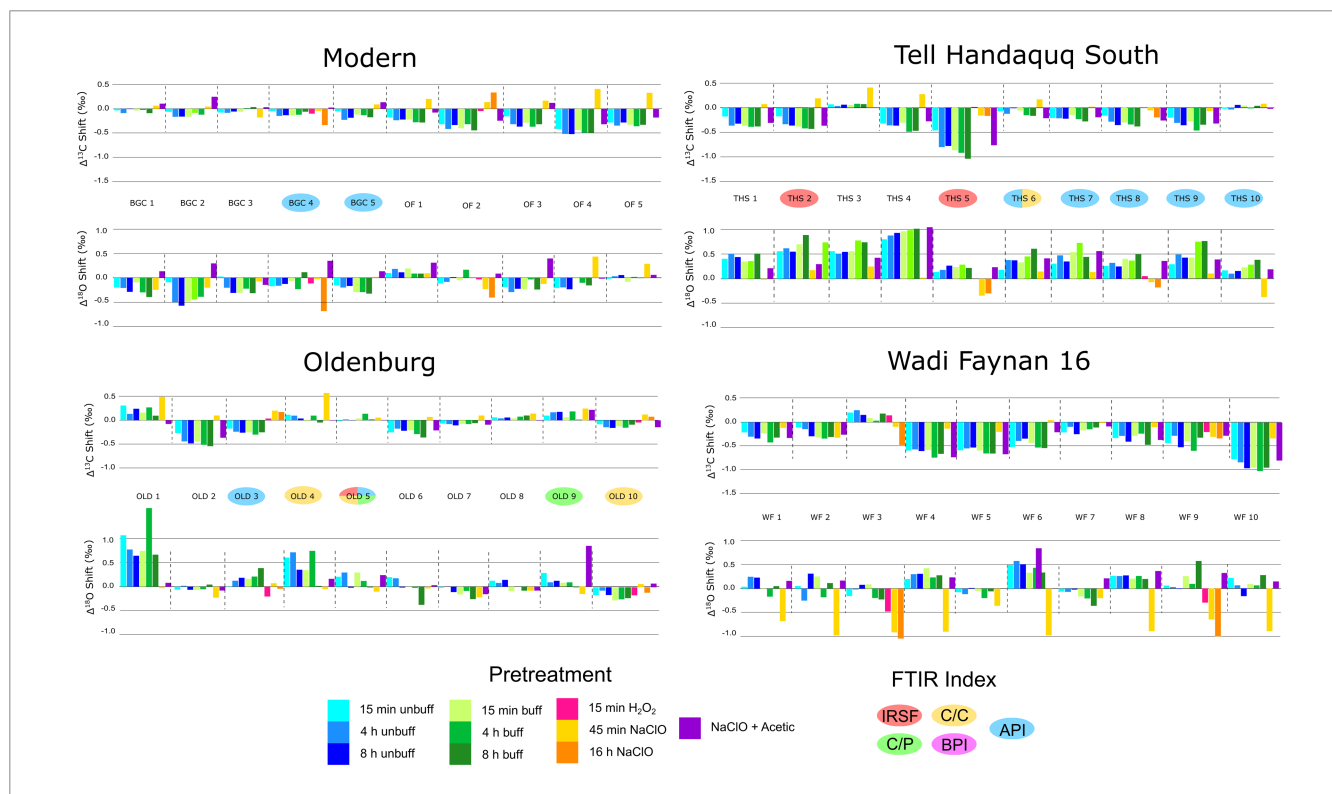 Modern
Δ¹³C Shift (‰)
0.5
0.0
-0.5
-1.0
-1.5
BGC 1 BGC 2 BGC 3 BGC 4 BGC 5 OF 1 OF 2 OF 3 OF 4 OF 5
Δ¹⁸O Shift (‰)
1.0
0.5
0.0
-0.5
-1.0
Tell Handaquq South
Δ¹³C Shift (‰)
0.5
0.0
-0.5
-1.0
-1.5
THS 1 THS 2 THS 3 THS 4 THS 5 THS 6 THS 7 THS 8 THS 9 THS 10
Δ¹⁸O Shift (‰)
1.0
0.5
0.0
-0.5
-1.0
Oldenburg
Δ¹³C Shift (‰)
0.5
0.0
-0.5
-1.0
OLD 1 OLD 2 OLD 3 OLD 4 OLD 5 OLD 6 OLD 7 OLD 8 OLD 9 OLD 10
Δ¹⁸O Shift (‰)
1.0
0.5
0.0
-0.5
-1.0
Wadi Faynan 16
Δ¹³C Shift (‰)
0.5
0.0
-0.5
-1.0
-1.5
WF 1 WF 2 WF 3 WF 4 WF 5 WF 6 WF 7 WF 8 WF 9 WF 10
Δ¹⁸O Shift (‰)
1.0
0.5
0.0
-0.5
-1.0
Pretreatment
15 min unbuff
4 h unbuff
8 h unbuff
15 min buff
4 h buff
8 h buff
15 min H₂O₂
45 min NaClO
16 h NaClO
NaClO + Acetic
FTIR Index
IRSF C/C
API
C/P BPI